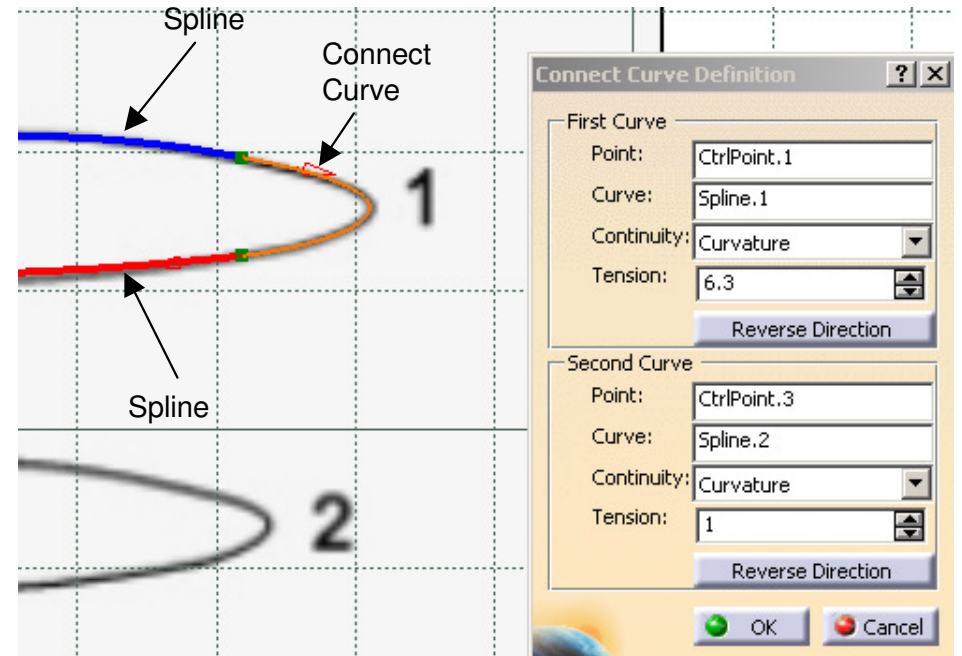 Spline
Connect
Curve
1
Spline
2
Connect Curve Definition
?
First Curve
Point: CtrlPoint.1
Curve: Spline.1
Continuity: Curvature
Tension: 6.3
Reverse Direction
Second Curve
Point: CtrlPoint.3
Curve: Spline.2
Continuity: Curvature
Tension: 1
Reverse Direction
OK Cancel